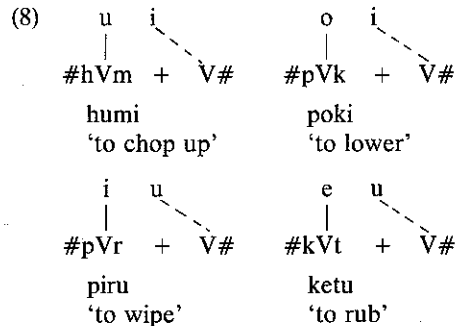 (8) u i o i
#hVm + V# #pVk + V#
humi poki
'to chop up' 'to lower'
i u e u
#pVr + V# #kVt + V#
piru ketu
'to wipe' 'to rub'